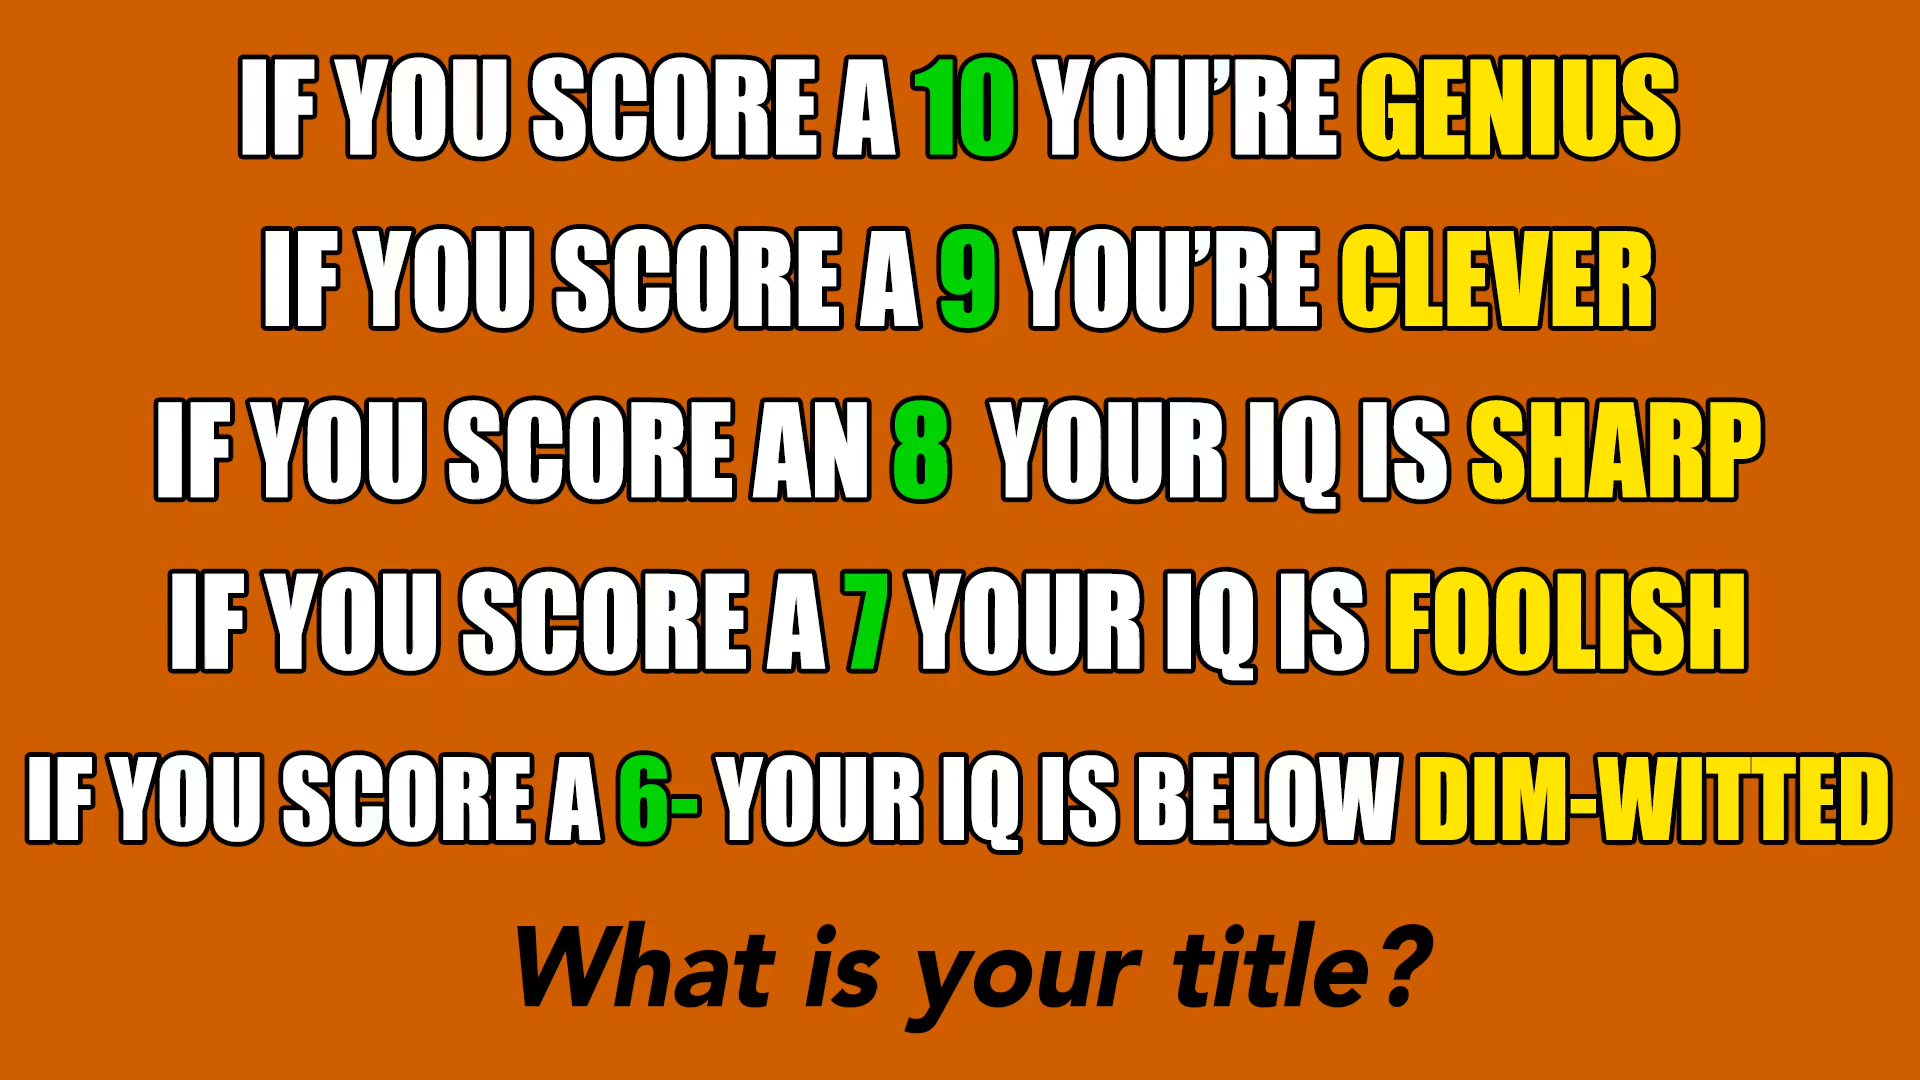 IF YOU SCORE A 10 YOU’RE GENIUS
IF YOU SCORE A 9 YOU’RE CLEVER
IF YOU SCORE AN 8 YOUR IQ IS SHARP
IF YOU SCORE A 7 YOUR IQ IS FOOLISH
IF YOU SCORE A 6- YOUR IQ IS BELOW DIM-WITTED
What is your title?